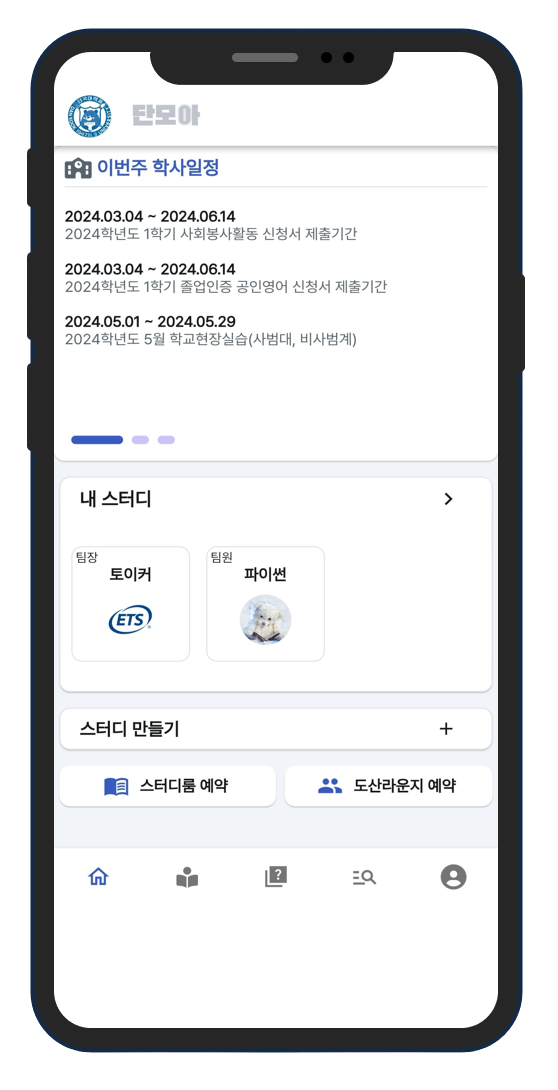 단모아
이번주 학사일정
2024.03.04 ~ 2024.06.14
2024학년도 1학기 사회봉사활동 신청서 제출기간
2024.03.04 ~ 2024.06.14
2024학년도 1학기 졸업인증 공인영어 신청서 제출기간
2024.05.01 ~ 2024.05.29
2024학년도 5월 학교현장실습(사범대, 비사범계)
내 스터디
팀장
토이커
ETS
팀원
파이썬
스터디 만들기
스터디룸 예약
도산라운지 예약